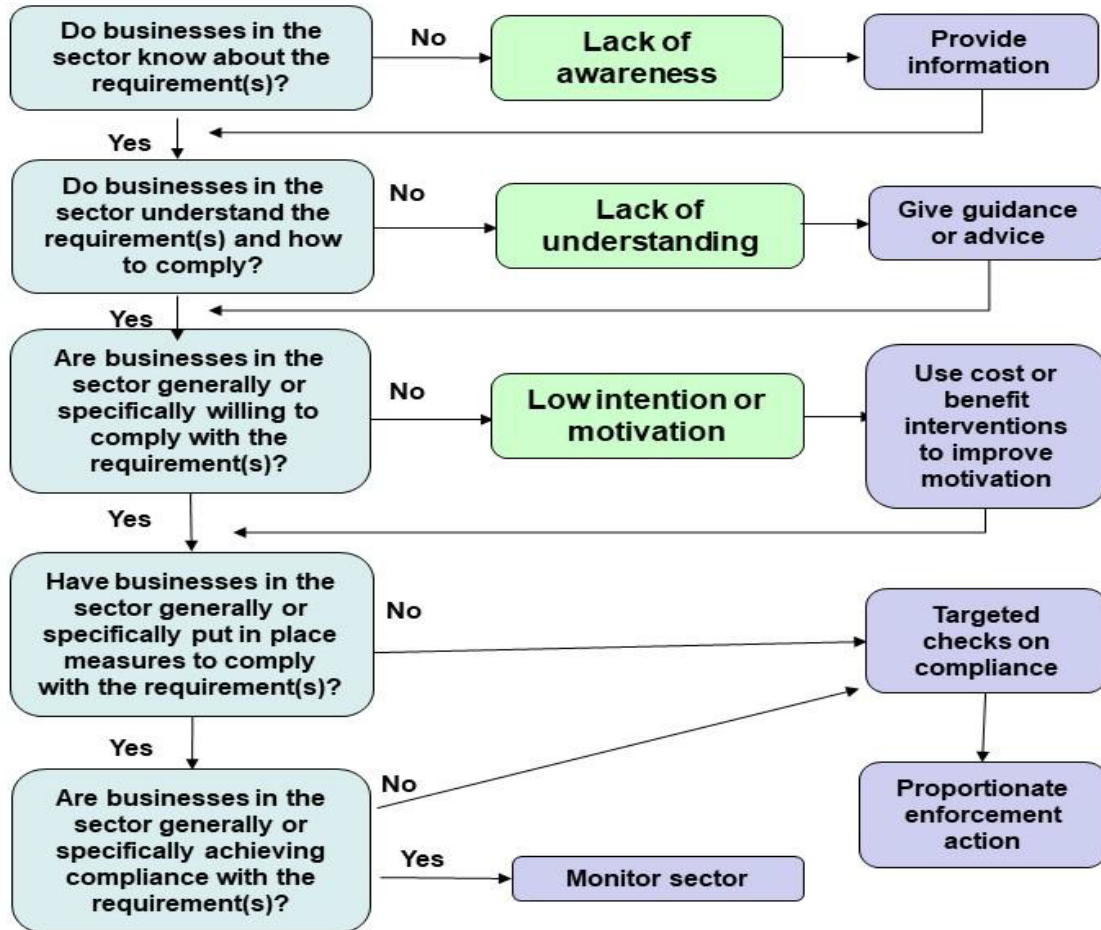 Do businesses in the
sector know about the
requirement(s)?
No
Lack of
awareness
Provide
information
Yes
Do businesses in the
sector understand the
requirement(s) and how
to comply?
No
Lack of
understanding
Give guidance
or advice
Yes
Are businesses in the
sector generally or
specifically willing to
comply with the
requirement(s)?
No
Low intention or
motivation
Use cost or
benefit
interventions
to improve
motivation
Yes
Have businesses in the
sector generally or
specifically put in place
measures to comply
with the requirement(s)?
No
Targeted
checks on
compliance
Yes
Are businesses in the
sector generally or
specifically achieving
compliance with the
requirement(s)?
No
Yes
Monitor sector
Proportionate
enforcement
action